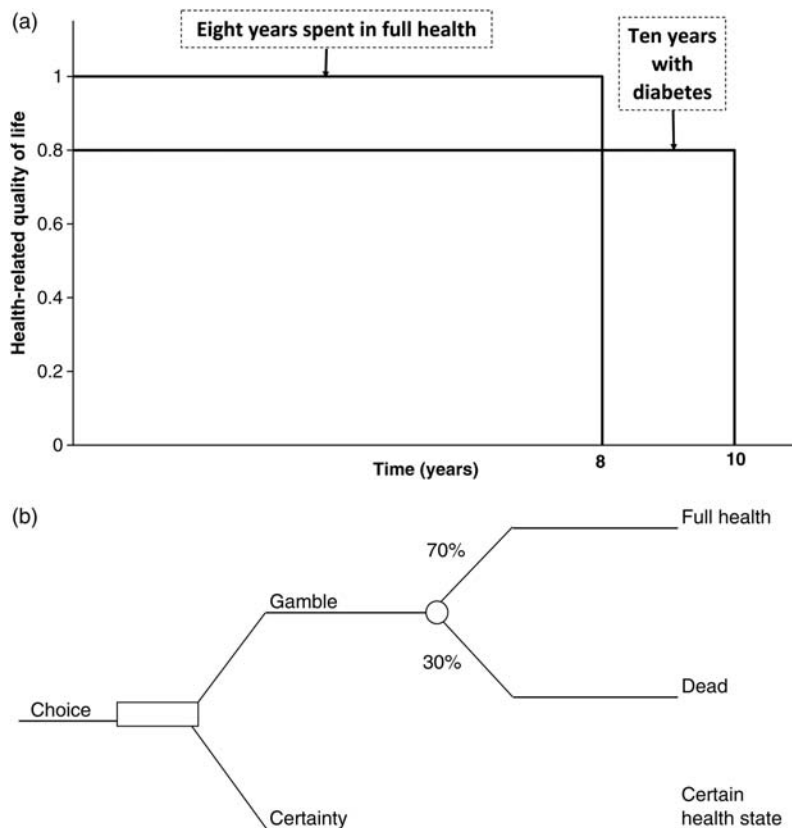 (a)
Eight years spent in full health
Ten years
with
diabetes
Health-related quality of life
1
0.8
0.6
0.4
0.2
0
Time (years)
8
10
(b)
Full health
70%
Gamble
30%
Dead
Choice
Certainty
Certain
health state